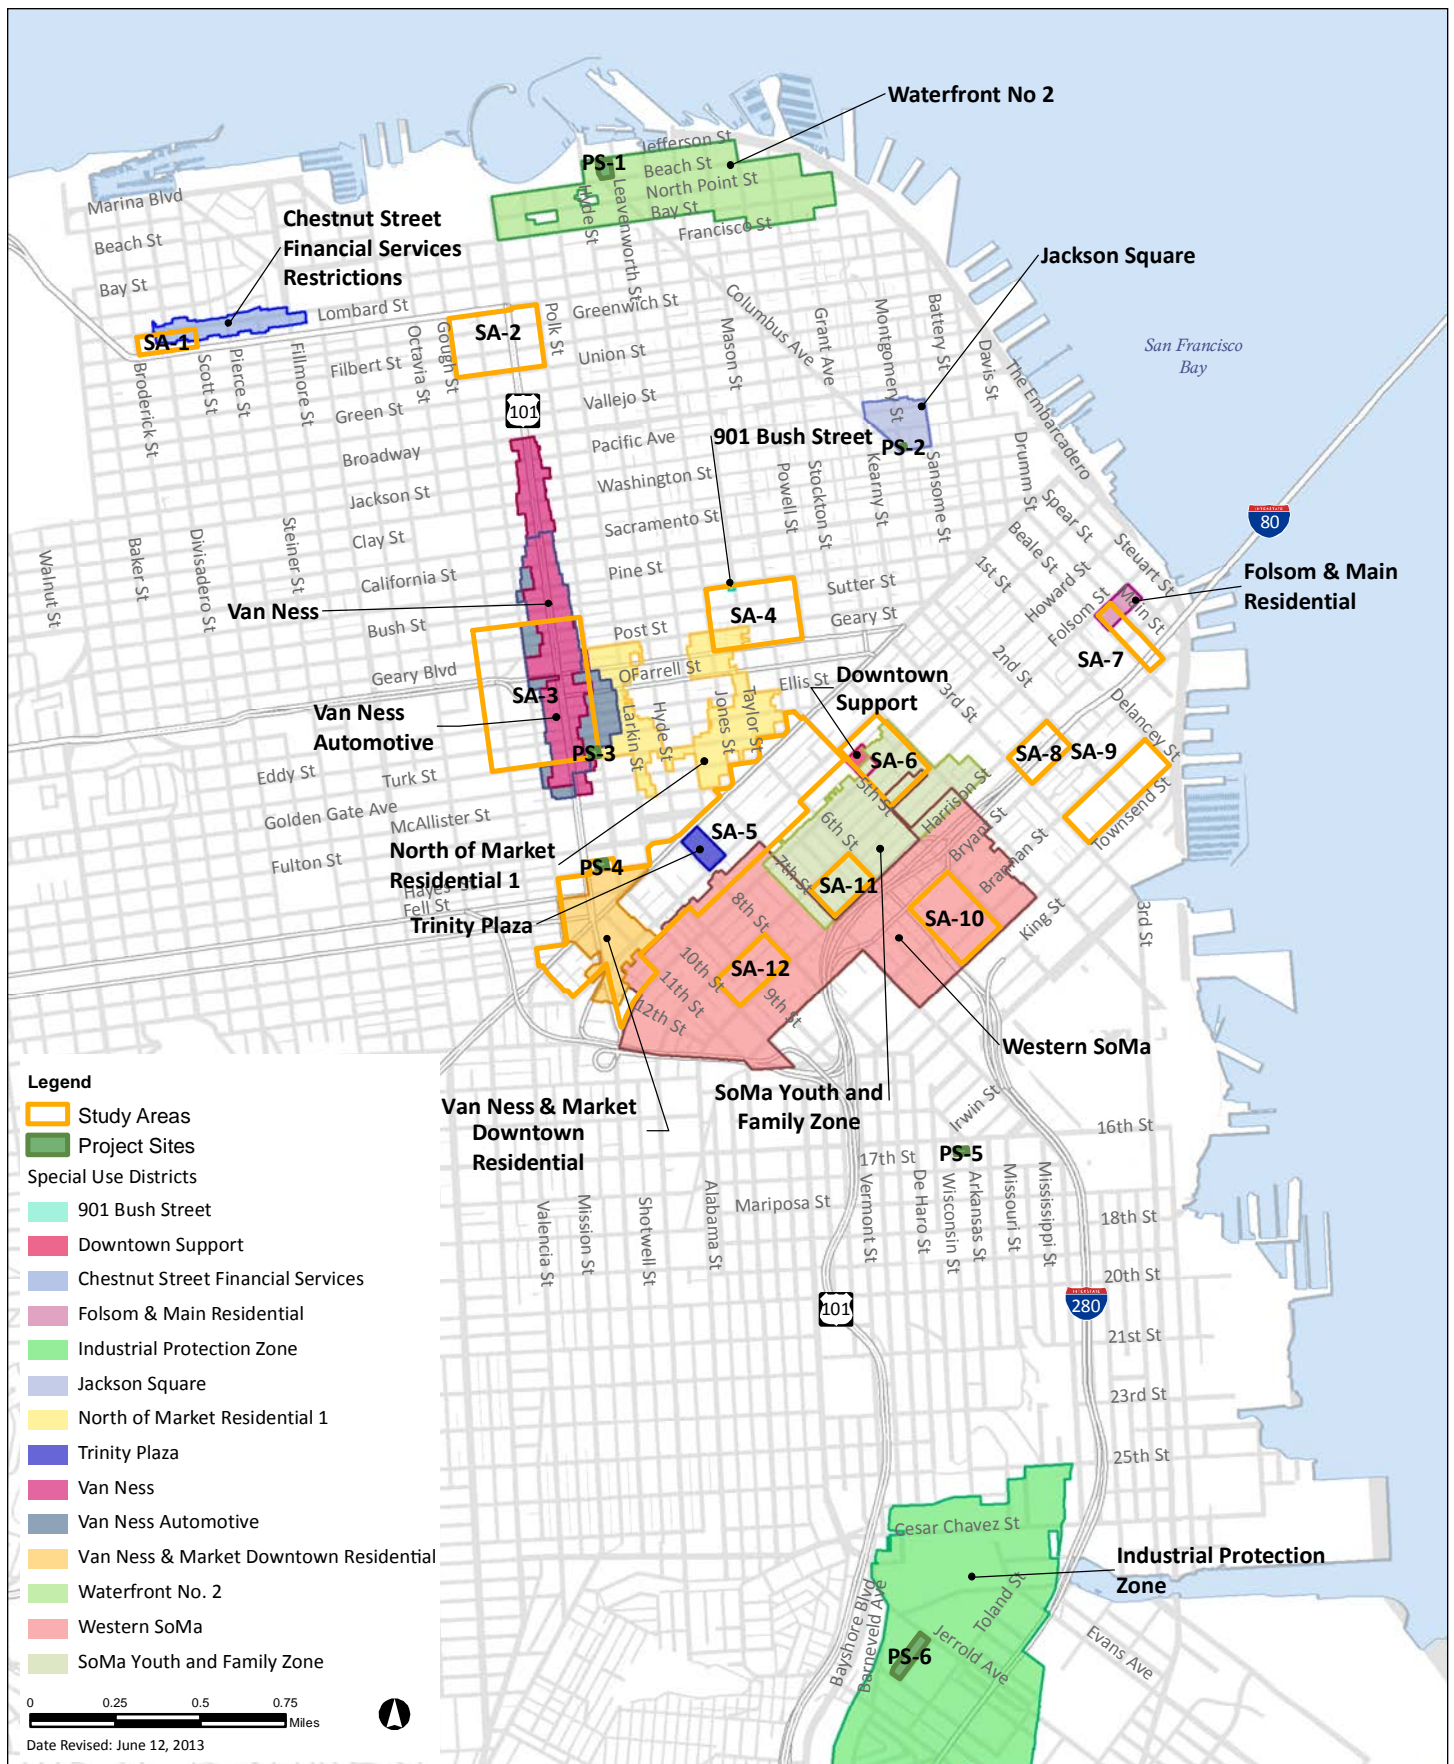 Waterfront No 2
Jefferson St
PS-1
Beach St
North Point St
Bay St
Francisco St
Hyde St
Leavenworth St
Marina Blvd
Beach St
Bay St
Chestnut Street
Financial Services
Restrictions
Jackson Square
Lombard St
Greenwich St
Columbus Ave
Grant Ave
Montgomery St
Battery St
Davis St
The Embarcadero
San Francisco
Bay
SA-1
SA-2
Polk St
Union St
Mason St
Broderick St
Scott St
Pierce St
Fillmore St
Filbert St
Octavia St
Gough St
Green St
101
Vallejo St
Pacific Ave
901 Bush Street
PS-2
Broadway
Washington St
Powell St
Stockton St
Kearny St
Sansome St
Drumm St
Jackson St
Sacramento St
Spear St
Steuart St
INTERSTATE
80
Walnut St
Baker St
Divisadero St
Steiner St
Clay St
California St
Pine St
Sutter St
1st St
Beale St
Howard St
Folsom St
Main St
Folsom & Main
Residential
Van Ness
Bush St
Post St
SA-4
Geary St
Geary Blvd
OFarrell St
Ellis St
2nd St
SA-7
Downtown
Support
3rd St
Delancey St
SA-3
Van Ness
Automotive
Larkin St
Hyde St
Jones St
Taylor St
PS-3
SA-6
SA-8
SA-9
Eddy St
Turk St
5th St
Harrison St
Townsend St
Golden Gate Ave
McAllister St
6th St
Bryant St
Brannan St
Fulton St
North of Market
Residential 1
SA-5
PS-4
7th St
SA-11
Hayes St
Fell St
Trinity Plaza
8th St
SA-10
King St
3rd St
10th St
11th St
12th St
SA-12
9th St
Western SoMa
SoMa Youth and
Family Zone
Van Ness & Market
Downtown
Residential
Irwin St
16th St
17th St
PS-5
Mariposa St
Valencia St
Mission St
Shotwell St
Alabama St
Vermont St
De Haro St
Wisconsin St
Arkansas St
Missouri St
Mississippi St
18th St
20th St
101
INTERSTATE
280
21st St
23rd St
25th St
Cesar Chavez St
Industrial Protection
Zone
Bayshore Blvd
Barneveld Ave
Toland St
Jerrold Ave
Evans Ave
PS-6
Legend
Study Areas
Project Sites
Special Use Districts
901 Bush Street
Downtown Support
Chestnut Street Financial Services
Folsom & Main Residential
Industrial Protection Zone
Jackson Square
North of Market Residential 1
Trinity Plaza
Van Ness
Van Ness Automotive
Van Ness & Market Downtown Residential
Waterfront No. 2
Western SoMa
SoMa Youth and Family Zone
0 0.25 0.5 0.75
Miles
Date Revised: June 12, 2013